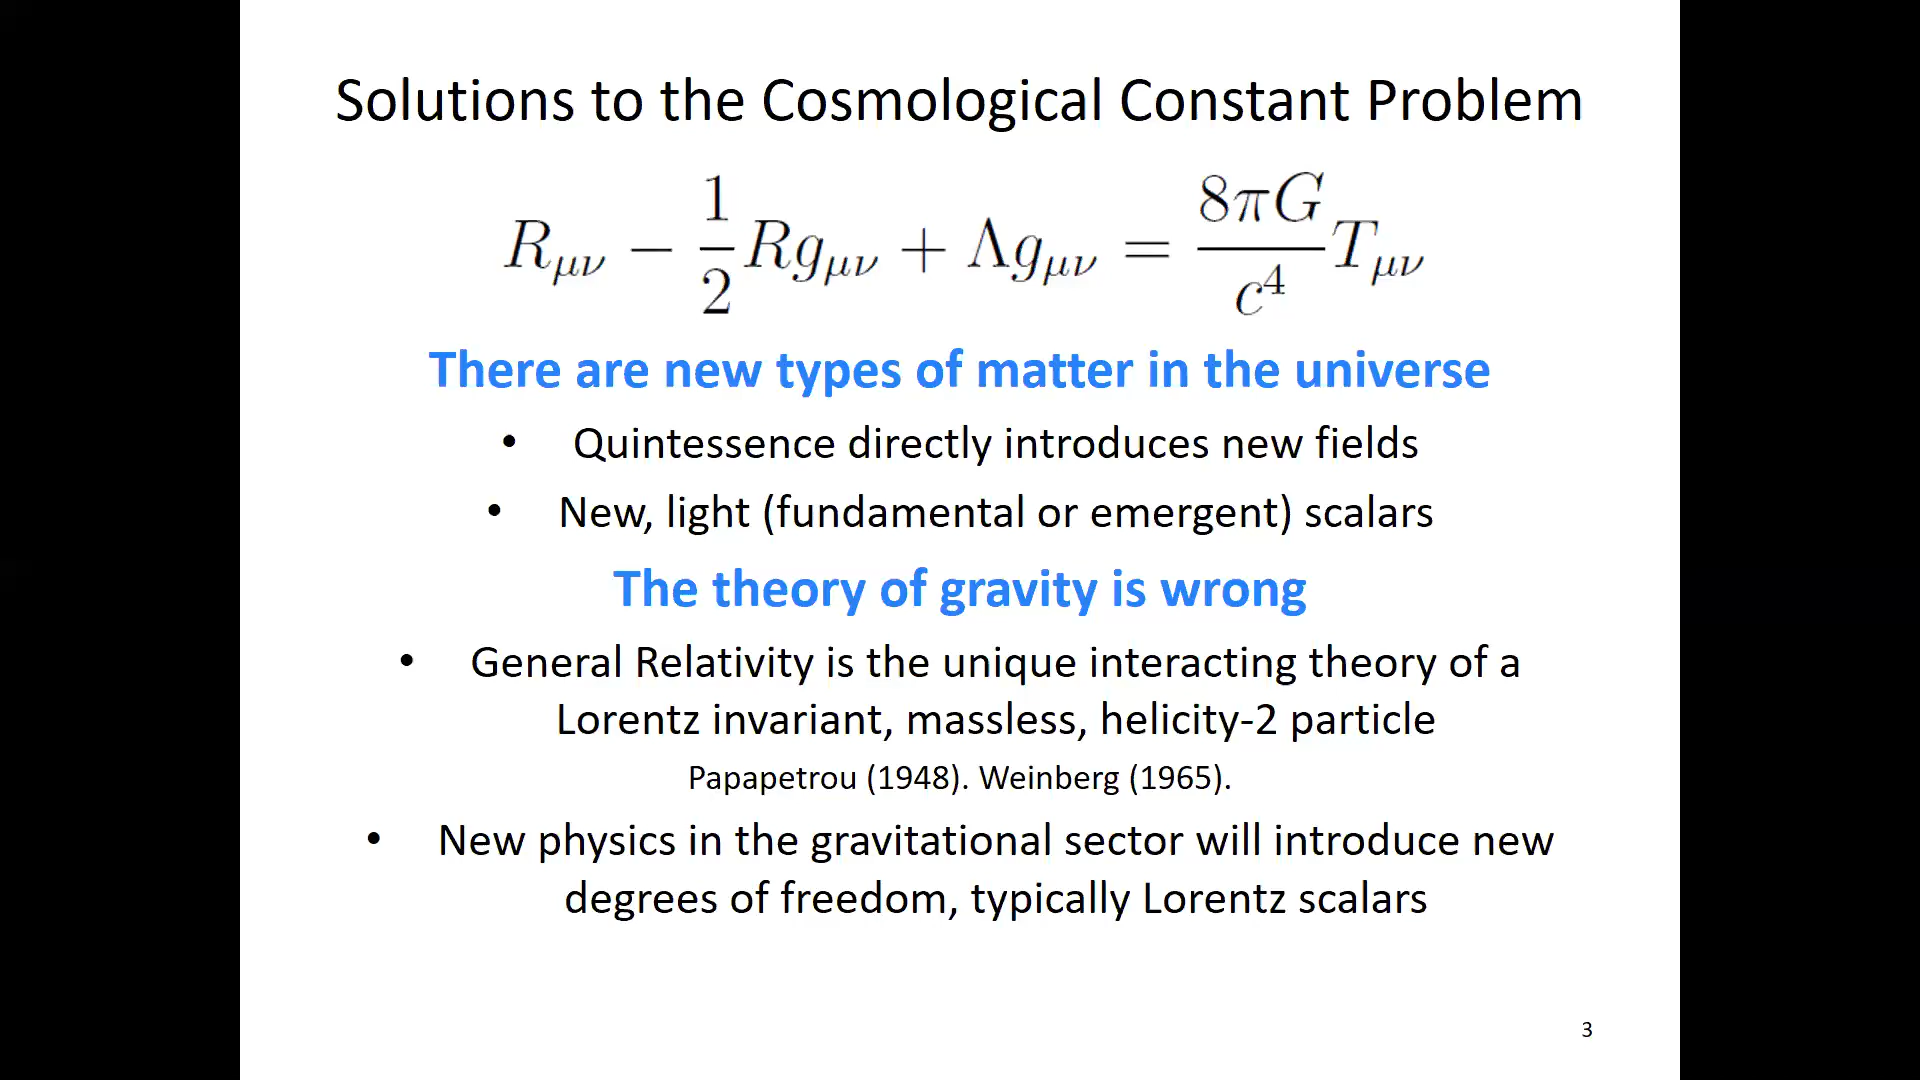 Solutions to the Cosmological Constant Problem
R_{μν} − \frac{1}{2} R g_{μν} + Λ g_{μν} = \frac{8πG}{c^4} T_{μν}
There are new types of matter in the universe
• Quintessence directly introduces new fields
• New, light (fundamental or emergent) scalars
The theory of gravity is wrong
• General Relativity is the unique interacting theory of a
Lorentz invariant, massless, helicity-2 particle
Papapetrou (1948). Weinberg (1965).
• New physics in the gravitational sector will introduce new
degrees of freedom, typically Lorentz scalars
3